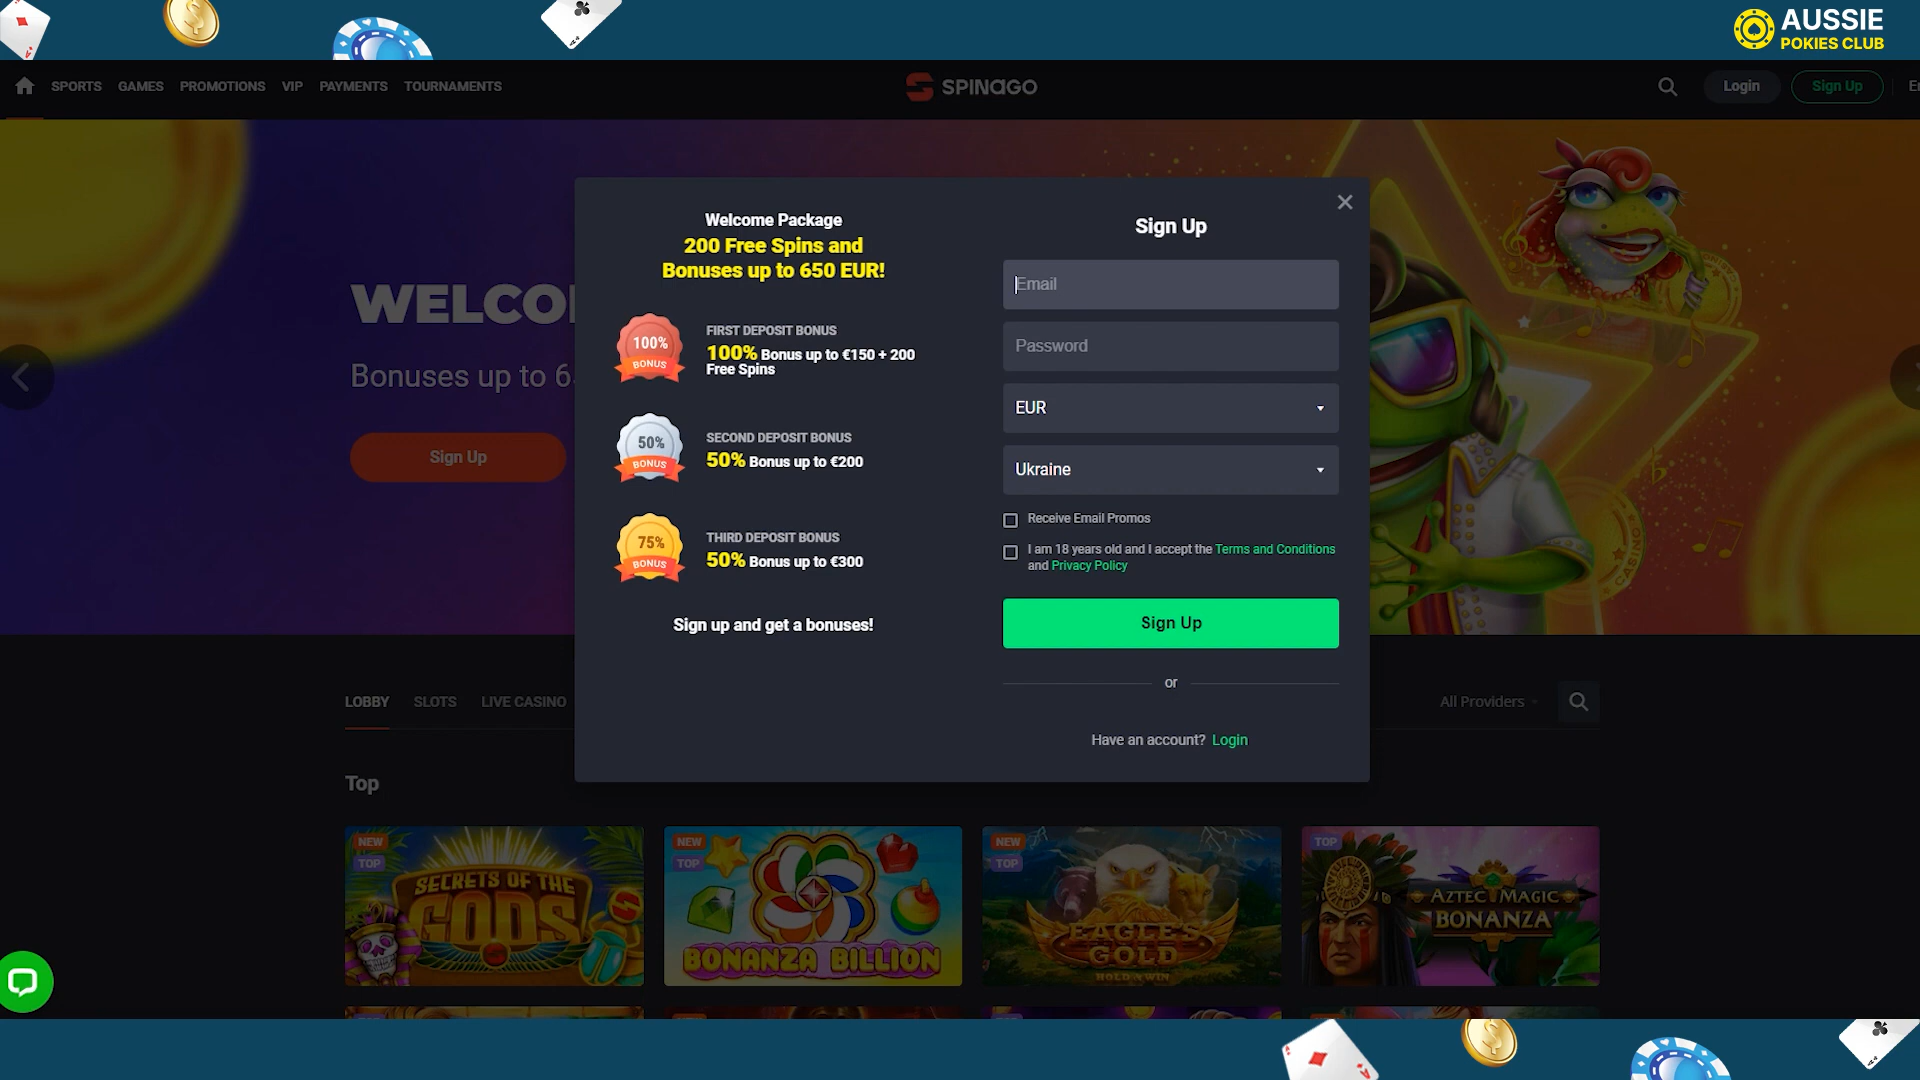 AUSSIE
POKIES CLUB
SPORTS GAMES PROMOTIONS VIP PAYMENTS TOURNAMENTS
SPINAGO
Login
Sign Up
WELCO
Bonuses up to 6
Sign Up
Welcome Package
200 Free Spins and
Bonuses up to 650 EUR!
100%
BONUS
FIRST DEPOSIT BONUS
100% Bonus up to €150 + 200
Free Spins
50%
BONUS
SECOND DEPOSIT BONUS
50% Bonus up to €200
75%
BONUS
THIRD DEPOSIT BONUS
50% Bonus up to €300
Sign up and get a bonuses!
Sign Up
Email
Password
EUR
Ukraine
Receive Email Promos
I am 18 years old and I accept the Terms and Conditions
and Privacy Policy
Sign Up
or
Have an account? Login
CASINO
LOBBY SLOTS LIVE CASINO
All Providers
Top
NEW
TOP
SECRETS OF THE
GODS
NEW
TOP
BONANZA BILLION
NEW
TOP
EAGLE'S
GOLD
HOLD & WIN
TOP
AZTEC MAGIC
BONANZA